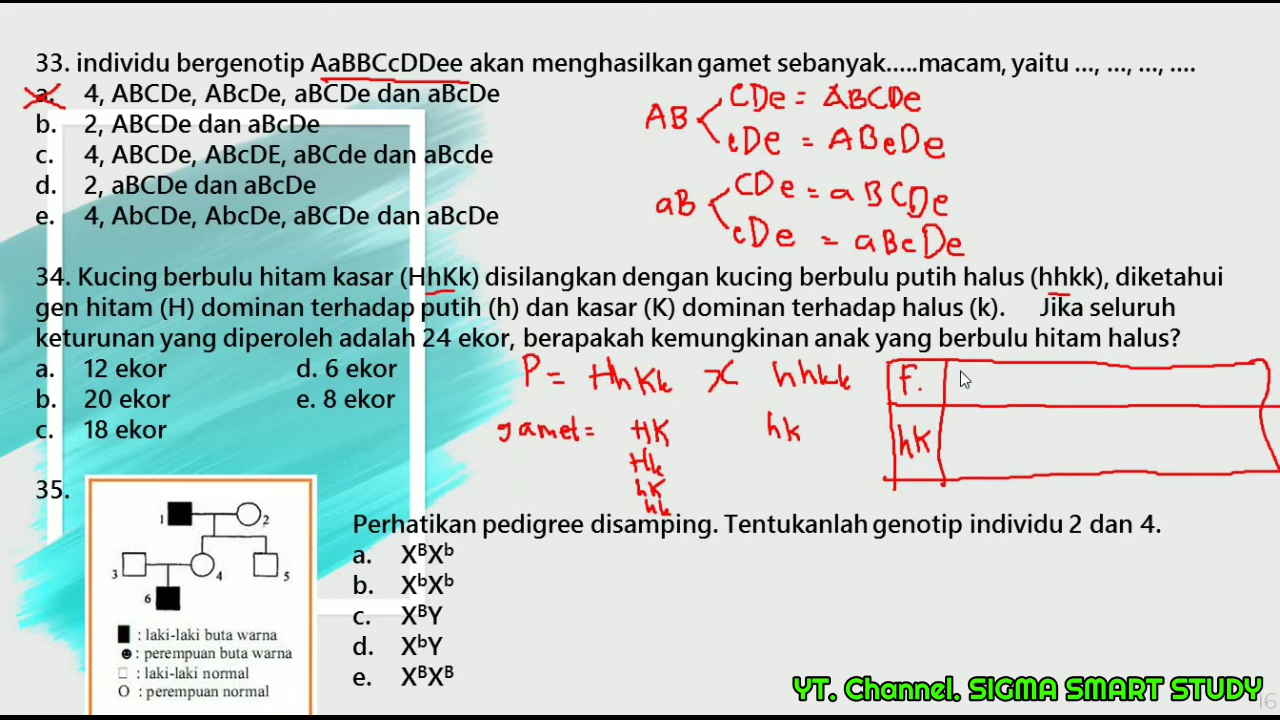 33. individu bergenotip AaBBCcDDee akan menghasilkan gamet sebanyak.....macam, yaitu ..., ..., ..., ....
a. 4, ABCDe, ABcDe, aBCDe dan aBcDe
b. 2, ABCDe dan aBcDe
c. 4, ABCDe, ABcDE, aBCde dan aBcde
d. 2, aBCDe dan aBcDe
e. 4, AbCDe, AbcDe, aBCDe dan aBcDe
AB
CDe = ABCDe
cDe = ABcDe
aB
CDe = aBCDe
cDe = aBcDe
34. Kucing berbulu hitam kasar (HhKk) disilangkan dengan kucing berbulu putih halus (hhkk), diketahui
gen hitam (H) dominan terhadap putih (h) dan kasar (K) dominan terhadap halus (k). Jika seluruh
keturunan yang diperoleh adalah 24 ekor, berapakah kemungkinan anak yang berbulu hitam halus?
a. 12 ekor d. 6 ekor
b. 20 ekor e. 8 ekor
c. 18 ekor
P = HhKk X hhkk
gamet = HK hk
Hk
hK
hk
F.
hk
35.
1 2
3 4 5
6
: laki-laki buta warna
: perempuan buta warna
: laki-laki normal
: perempuan normal
Perhatikan pedigree disamping. Tentukanlah genotip individu 2 dan 4.
a. XᴮXᵇ
b. XᵇXᵇ
c. XᴮY
d. XᵇY
e. XᴮXᴮ
YT. Channel. SIGMA SMART STUDY
16